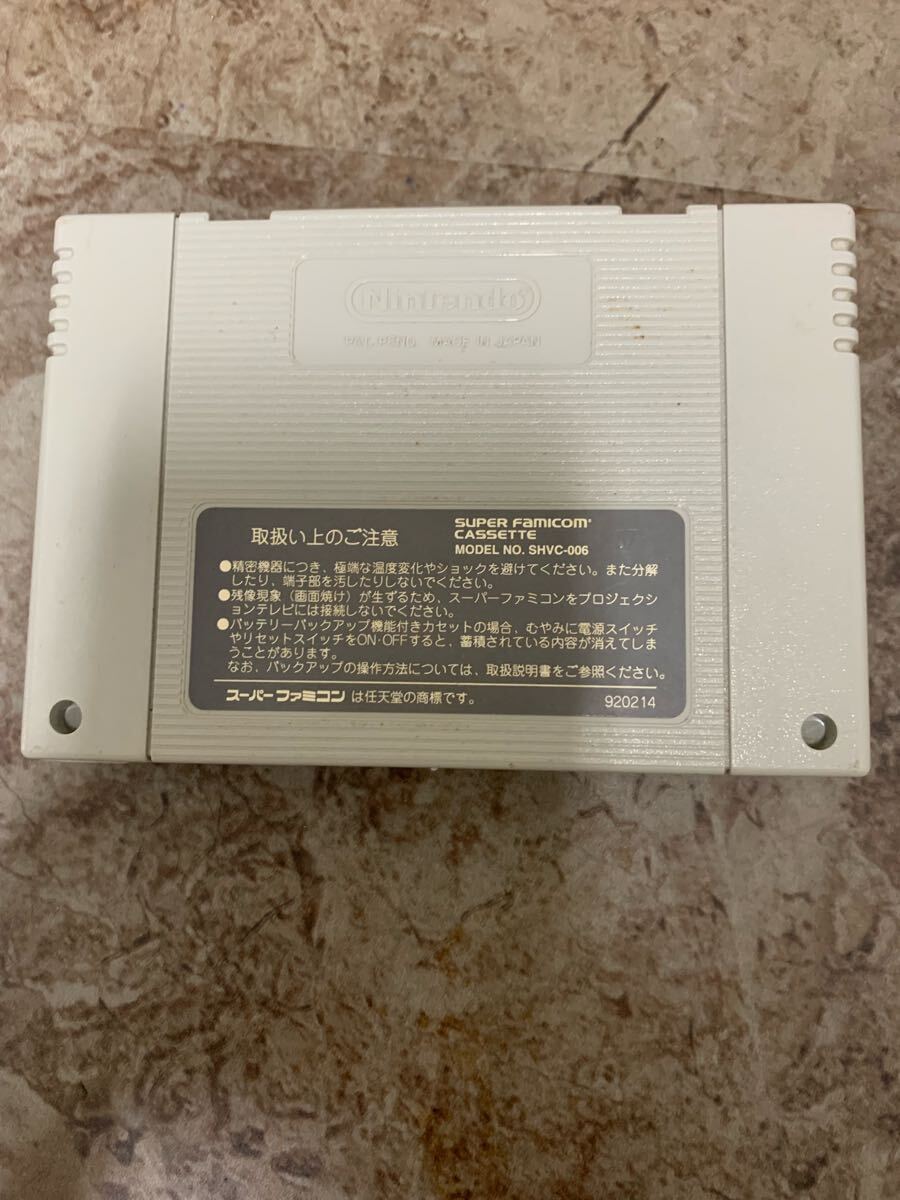 Nintendo
PAT. PEND. MADE IN JAPAN
取扱い上のご注意
SUPER FAMICOM
CASSETTE
MODEL NO. SHVC-006
●精密機器につき、極端な温度変化やショックを避けてください。また分解
したり、端子部を汚したりしないでください。
●残像現象（画面焼け）が生ずるため、スーパーファミコンをプロジェクシ
ョンテレビには接続しないでください。
●バッテリーバックアップ機能付きカセットの場合、むやみに電源スイッチ
やリセットスイッチをON・OFFすると、蓄積されている内容が消えてしま
うことがあります。
なお、バックアップの操作方法については、取扱説明書をご参照ください。
スーパーファミコン は任天堂の商標です。
920214